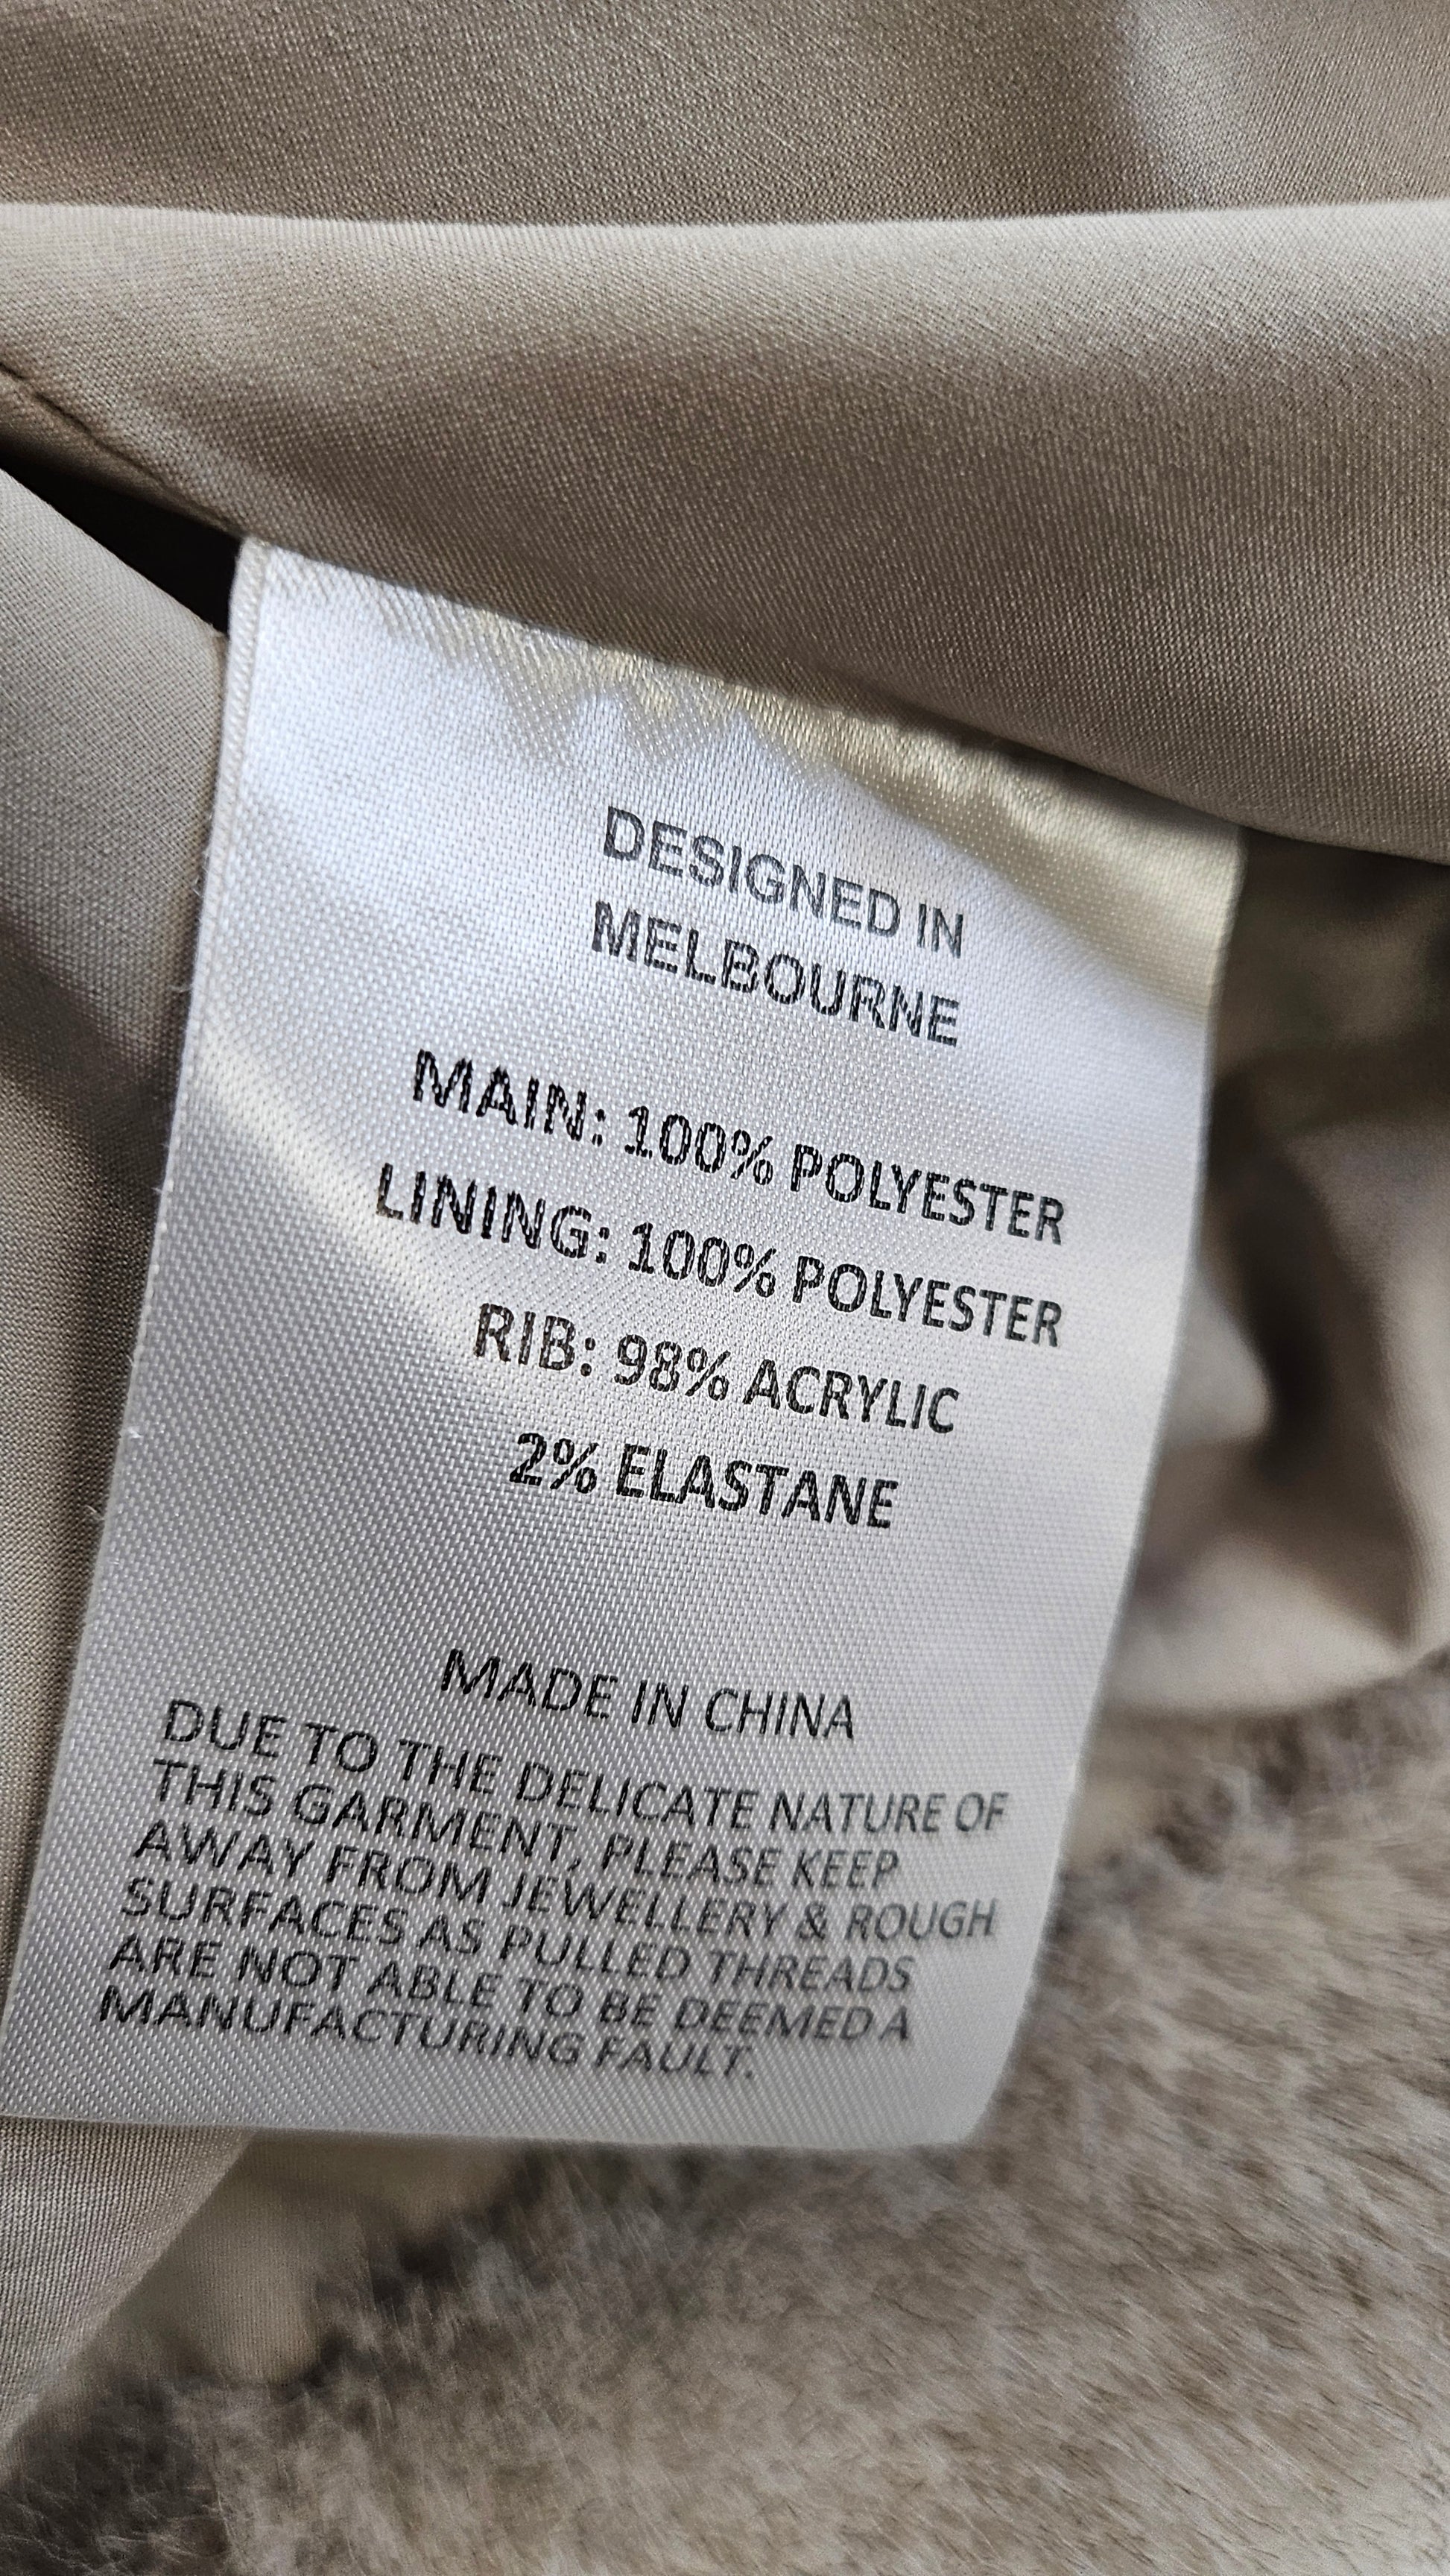 DESIGNED IN
MELBOURNE
MAIN: 100% POLYESTER
LINING: 100% POLYESTER
RIB: 98% ACRYLIC
2% ELASTANE
MADE IN CHINA
DUE TO THE DELICATE NATURE OF
THIS GARMENT, PLEASE KEEP
AWAY FROM JEWELLERY & ROUGH
SURFACES AS PULLED THREADS
ARE NOT ABLE TO BE DEEMED A
MANUFACTURING FAULT.